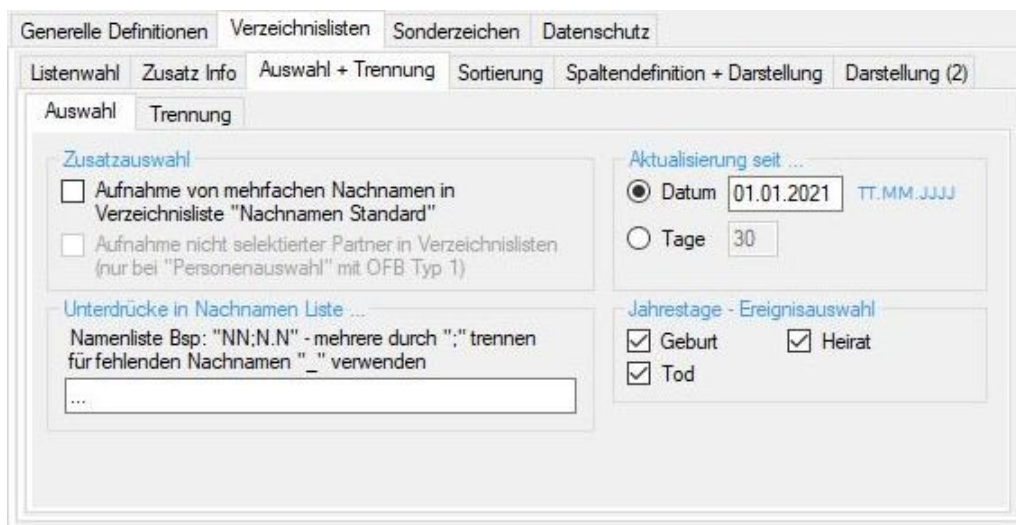 Generelle Definitionen Verzeichnislisten Sonderzeichen Datenschutz
Listenwahl Zusatz Info Auswahl + Trennung Sortierung Spaltendefinition + Darstellung Darstellung (2)
Auswahl Trennung
Zusatzauswahl
Aufnahme von mehrfachen Nachnamen in
Verzeichnisliste "Nachnamen Standard"
Aufnahme nicht selektierter Partner in Verzeichnislisten
(nur bei "Personenauswahl" mit OFB Typ 1)
Unterdrücke in Nachnamen Liste ...
Namenliste Bsp: "NN;N.N" - mehrere durch ";" trennen
für fehlenden Nachnamen "_" verwenden
...
Aktualisierung seit ...
Datum 01.01.2021 TT.MM.JJJJ
Tage 30
Jahrestage - Ereignisauswahl
Geburt Heirat
Tod